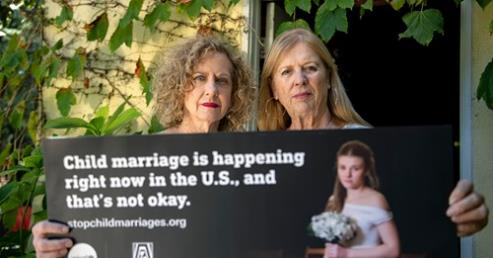 Child marriage is happening
right now in the U.S., and
that's not okay.
stopchildmarriages.org